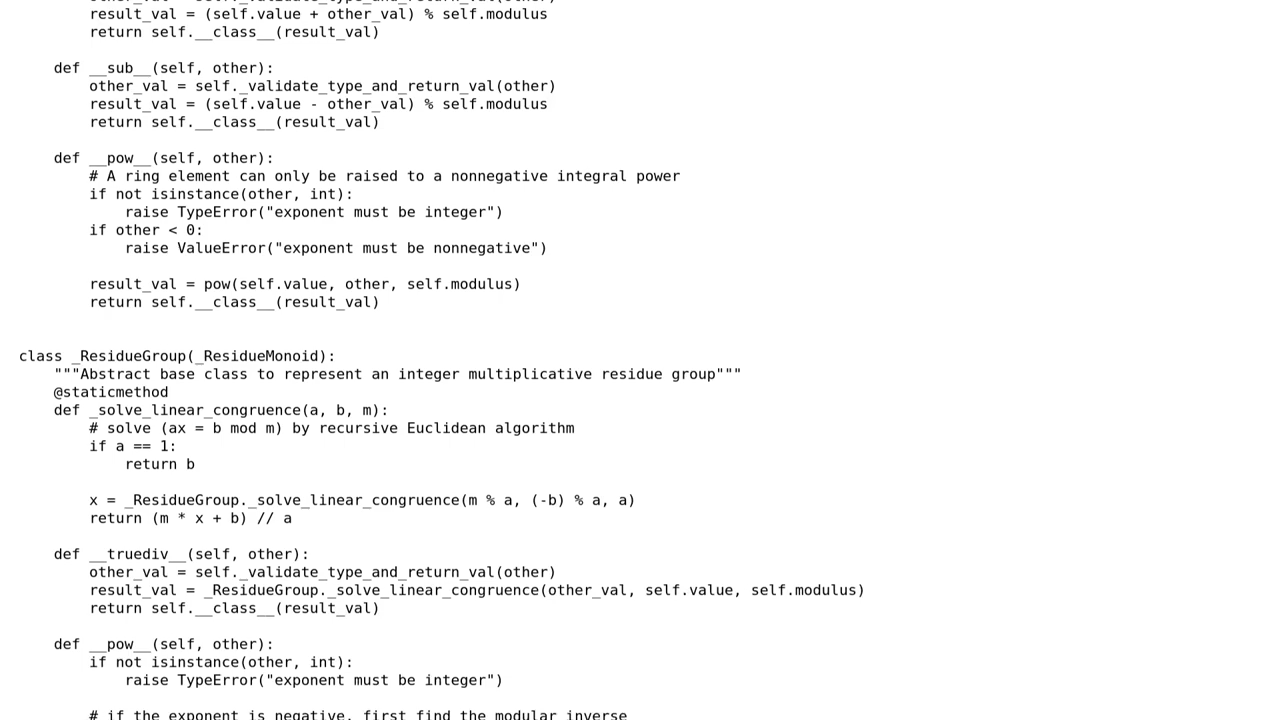 other_val = self._validate_type_and_return_val(other)
result_val = (self.value + other_val) % self.modulus
return self.__class__(result_val)
def __sub__(self, other):
other_val = self._validate_type_and_return_val(other)
result_val = (self.value - other_val) % self.modulus
return self.__class__(result_val)
def __pow__(self, other):
# A ring element can only be raised to a nonnegative integral power
if not isinstance(other, int):
raise TypeError("exponent must be integer")
if other < 0:
raise ValueError("exponent must be nonnegative")
result_val = pow(self.value, other, self.modulus)
return self.__class__(result_val)
class _ResidueGroup(_ResidueMonoid):
"""Abstract base class to represent an integer multiplicative residue group"""
@staticmethod
def _solve_linear_congruence(a, b, m):
# solve (ax = b mod m) by recursive Euclidean algorithm
if a == 1:
return b
x = _ResidueGroup._solve_linear_congruence(m % a, (-b) % a, a)
return (m * x + b) // a
def __truediv__(self, other):
other_val = self._validate_type_and_return_val(other)
result_val = _ResidueGroup._solve_linear_congruence(other_val, self.value, self.modulus)
return self.__class__(result_val)
def __pow__(self, other):
if not isinstance(other, int):
raise TypeError("exponent must be integer")
# if the exponent is negative, first find the modular inverse